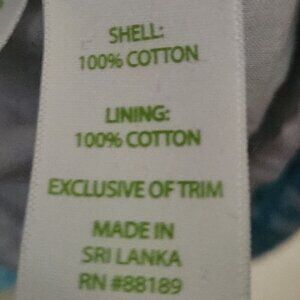 SHELL:
100% COTTON
LINING:
100% COTTON
EXCLUSIVE OF TRIM
MADE IN
SRI LANKA
RN #88189